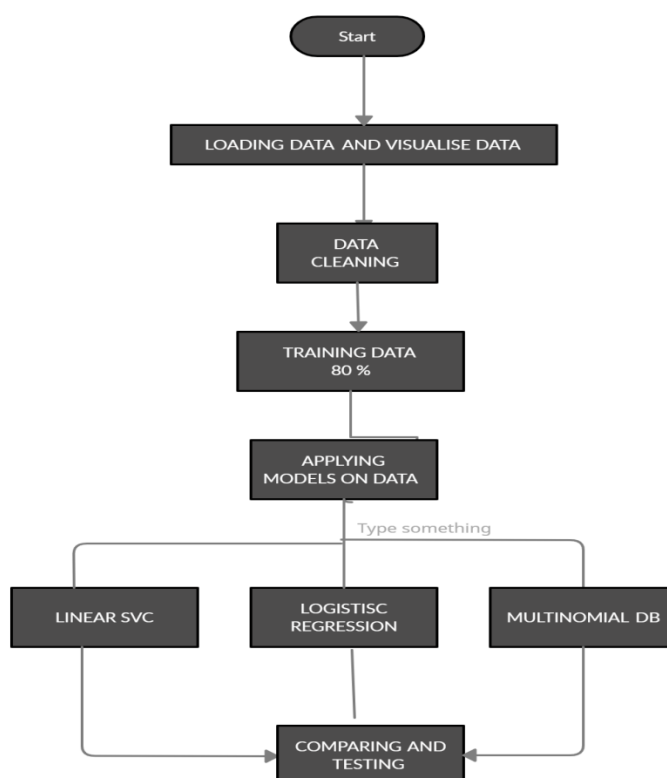 Start
LOADING DATA AND VISUALISE DATA
DATA
CLEANING
TRAINING DATA
80 %
APPLYING
MODELS ON DATA
Type something
LINEAR SVC
LOGISTISC
REGRESSION
MULTINOMIAL DB
COMPARING AND
TESTING